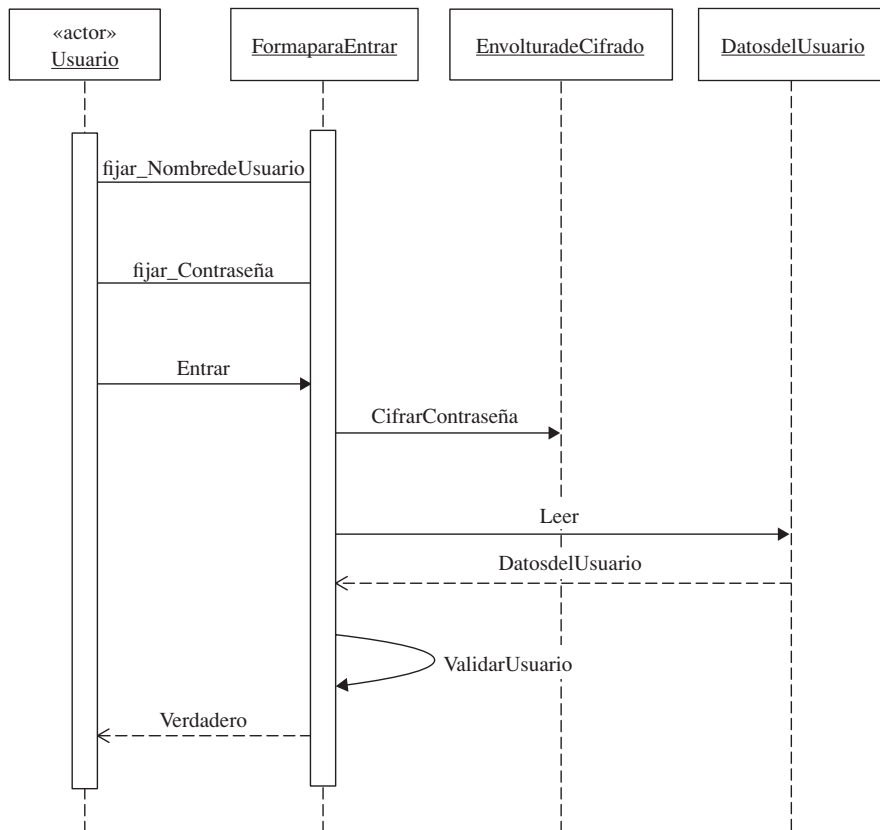 «actor»
Usuario
FormaparaEntrar
EnvolturadeCifrado
DatosdelUsuario
fijar_NombredeUsuario
fijar_Contraseña
Entrar
CifrarContraseña
Leer
DatosdelUsuario
ValidarUsuario
Verdadero